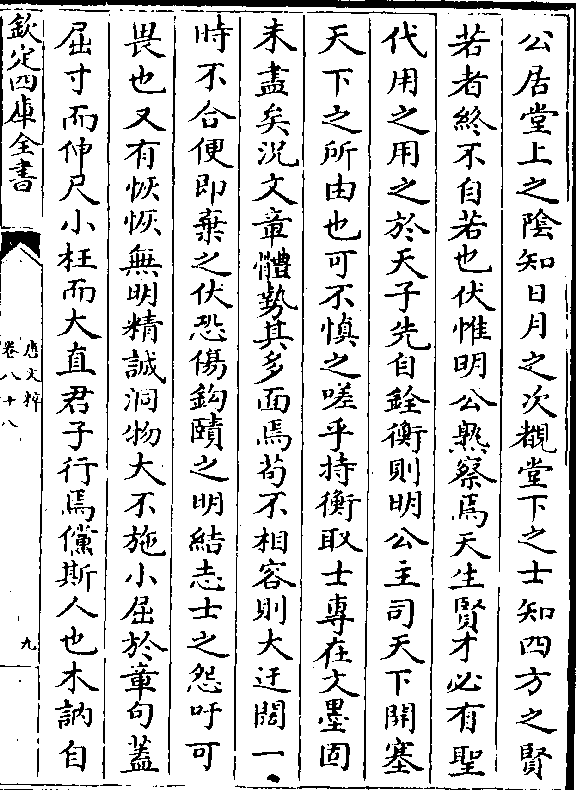 公居堂上之陰知日月之次覩堂下之士知四方之賢
若者終不自若也伏惟明公熟察焉天生賢才必有聖
代用之用之於天子先自銓衡則明公主司天下開塞
天下之所由也可不慎之嗟乎持衡取士專在文墨固
未盡矣況文章體勢其多面焉苟不相容則大迂闊一
時不合便即棄之伏恐傷鈎賾之明結志士之怨吁可
畏也又有恢恢無明精誠洞物大不施小屈於章句蓋
屈寸而伸尺小枉而大直君子行焉儻斯人也木訥自
欽定四庫全書
唐文粹
卷八十八
九